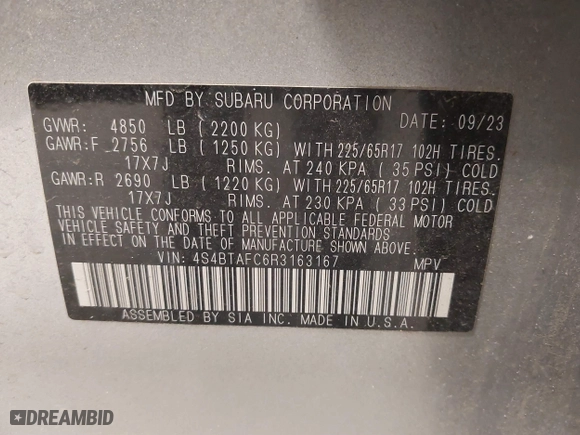 MFD BY SUBARU CORPORATION DATE: 09/23
GVWR: 4850 LB (2200 KG)
GAWR:F 2756 LB (1250 KG) WITH 225/65R17 102H TIRES.
17X7J RIMS. AT 240 KPA (35 PSI) COLD
GAWR:R 2690 LB (1220 KG) WITH 225/65R17 102H TIRES.
17X7J RIMS. AT 230 KPA (33 PSI) COLD
THIS VEHICLE CONFORMS TO ALL APPLICABLE FEDERAL MOTOR
VEHICLE SAFETY AND THEFT PREVENTION STANDARDS IN
EFFECT ON THE DATE OF MANUFACTURE SHOWN ABOVE.
VIN: 4S4BTAFC6R3163167 MPV
ASSEMBLED BY SIA INC. MADE IN U.S.A.
DREAMBID